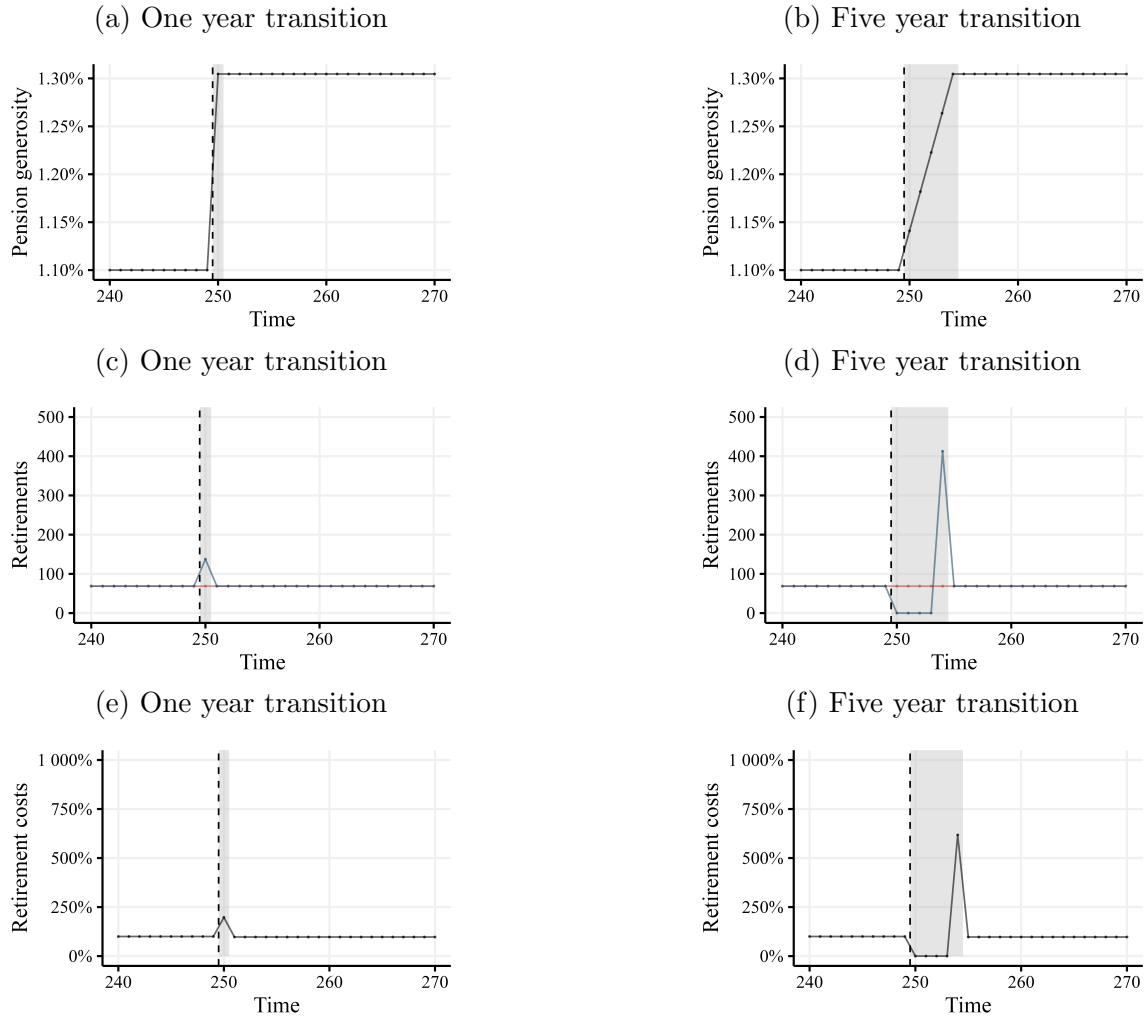 (a) One year transition
(b) Five year transition
Pension generosity
1.30%
1.25%
1.20%
1.15%
1.10%
240 250 260 270
Time
Pension generosity
1.30%
1.25%
1.20%
1.15%
1.10%
240 250 260 270
Time
(c) One year transition
(d) Five year transition
Retirements
500
400
300
200
100
0
240 250 260 270
Time
Retirements
500
400
300
200
100
0
240 250 260 270
Time
(e) One year transition
(f) Five year transition
Retirement costs
1 000%
750%
500%
250%
0%
240 250 260 270
Time
Retirement costs
1 000%
750%
500%
250%
0%
240 250 260 270
Time